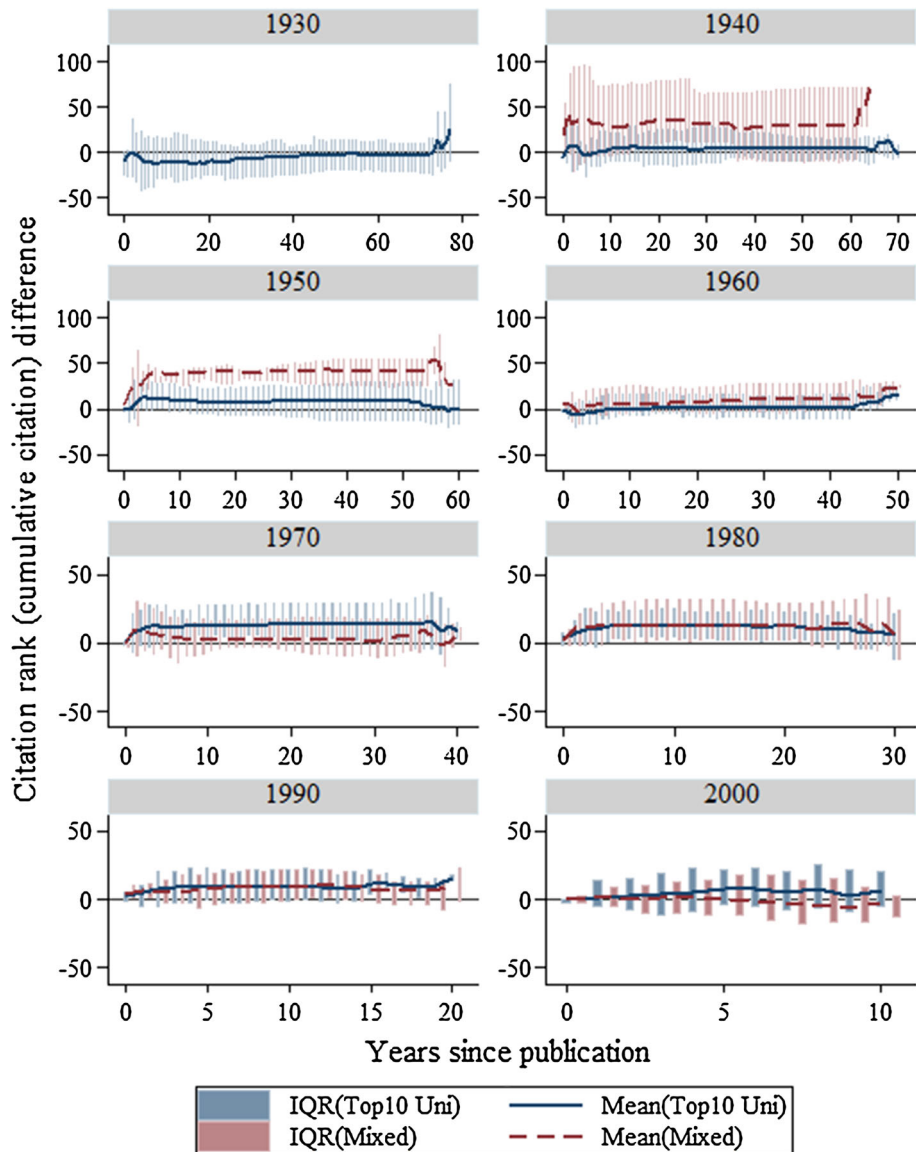 1930 1940
100 100
50 50
0 0
-50 -50
0 20 40 60 80 0 10 20 30 40 50 60 70
1950 1960
100 100
50 50
0 0
-50 -50
0 10 20 30 40 50 60 0 10 20 30 40 50
1970 1980
50 50
0 0
-50 -50
0 10 20 30 40 0 10 20 30
1990 2000
50 50
0 0
-50 -50
0 5 10 15 20 0 5 10
Citation rank (cumulative citation) difference
Years since publication
IQR(Top10 Uni) Mean(Top10 Uni)
IQR(Mixed) Mean(Mixed)